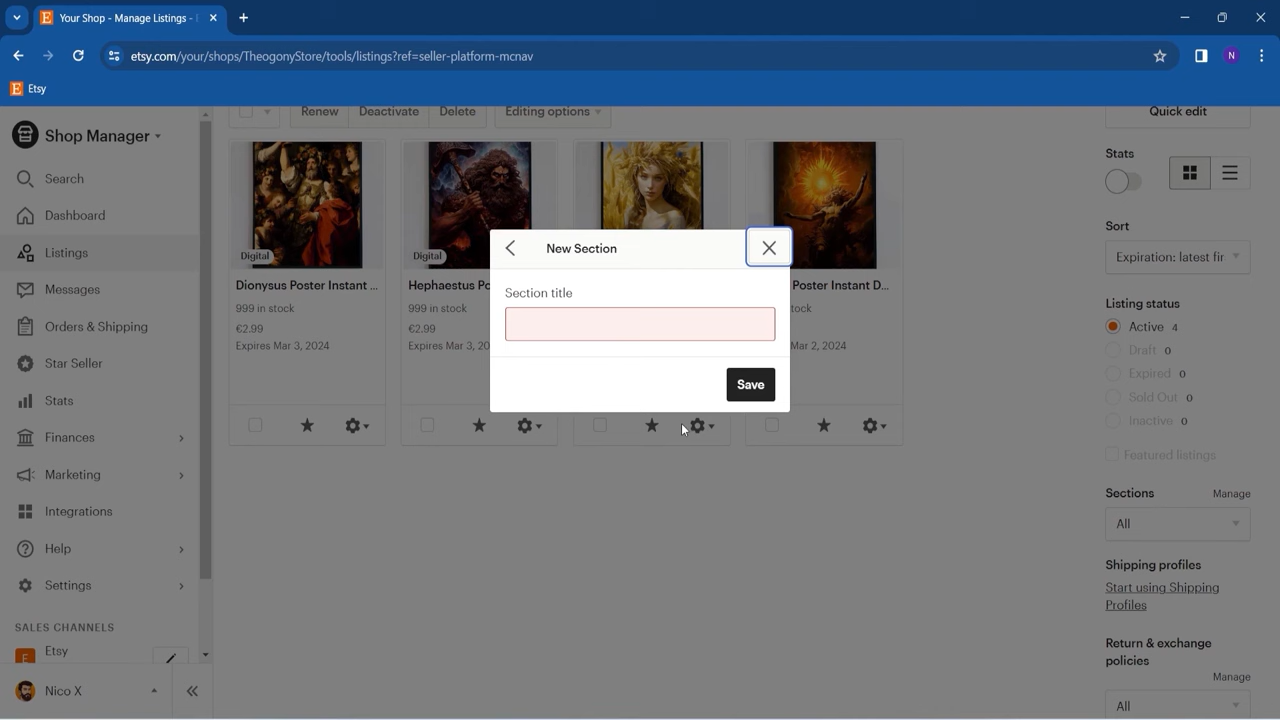 Your Shop - Manage Listings -
etsy.com/your/shops/TheogonyStore/tools/listings?ref=seller-platform-mcnav
N
Etsy
Shop Manager
Search
Dashboard
Listings
Messages
Orders & Shipping
Star Seller
Stats
Finances
Marketing
Integrations
Help
Settings
SALES CHANNELS
E Etsy
Nico X
Renew Deactivate Delete Editing options
Digital
Digital
Dionysus Poster Instant ...
999 in stock
€2.99
Expires Mar 3, 2024
Hephaestus Po
999 in stock
€2.99
Expires Mar 3, 20
Poster Instant D...
tock
Mar 2, 2024
New Section
Section title
Save
Quick edit
Stats
Sort
Expiration: latest fir
Listing status
Active 4
Draft 0
Expired 0
Sold Out 0
Inactive 0
Featured listings
Sections Manage
All
Shipping profiles
Start using Shipping
Profiles
Return & exchange
policies
Manage
All